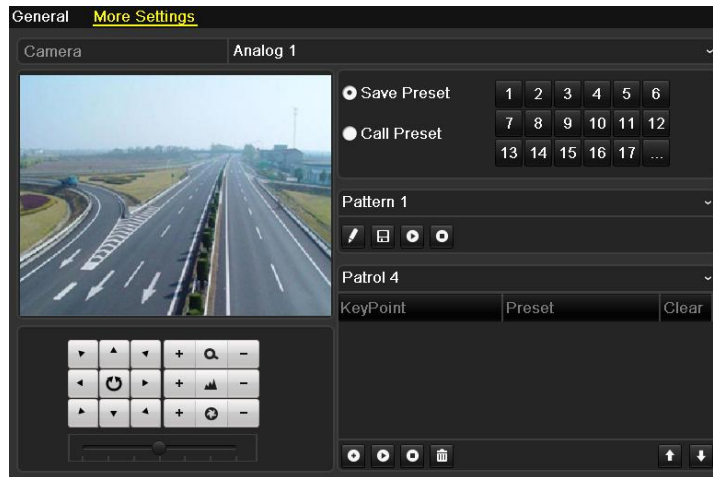 General More Settings
Camera Analog 1
Save Preset 1 2 3 4 5 6
Call Preset 7 8 9 10 11 12
13 14 15 16 17 ...
Pattern 1
Patrol 4
KeyPoint Preset Clear